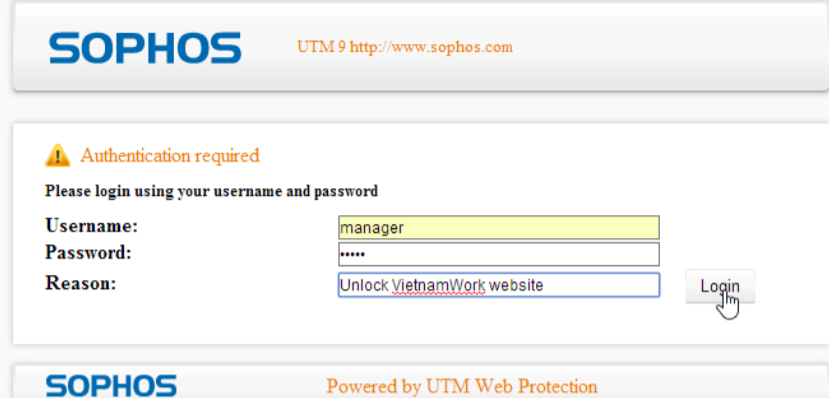 SOPHOS UTM 9 http://www.sophos.com
Authentication required
Please login using your username and password
Username: manager
Password: •••••
Reason: Unlock VietnamWork website Login
SOPHOS Powered by UTM Web Protection